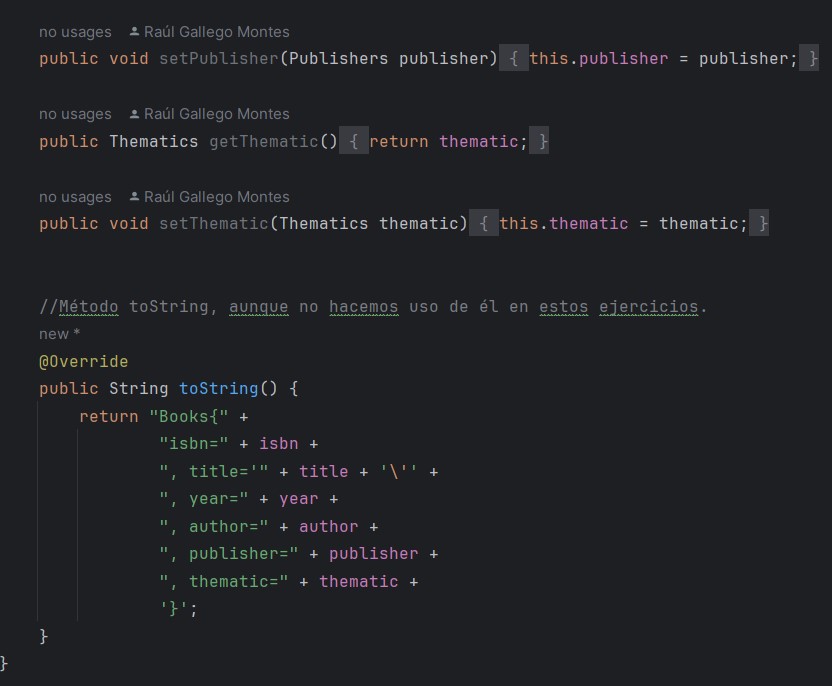 no usages Raúl Gallego Montes
public void setPublisher(Publishers publisher) { this.publisher = publisher; }
no usages Raúl Gallego Montes
public Thematics getThematic() { return thematic; }
no usages Raúl Gallego Montes
public void setThematic(Thematics thematic) { this.thematic = thematic; }
//Método toString, aunque no hacemos uso de él en estos ejercicios.
new *
@Override
public String toString() {
return "Books{" +
"isbn=" + isbn +
", title='" + title + '\'' +
", year=" + year +
", author=" + author +
", publisher=" + publisher +
", thematic=" + thematic +
'}';
}
}